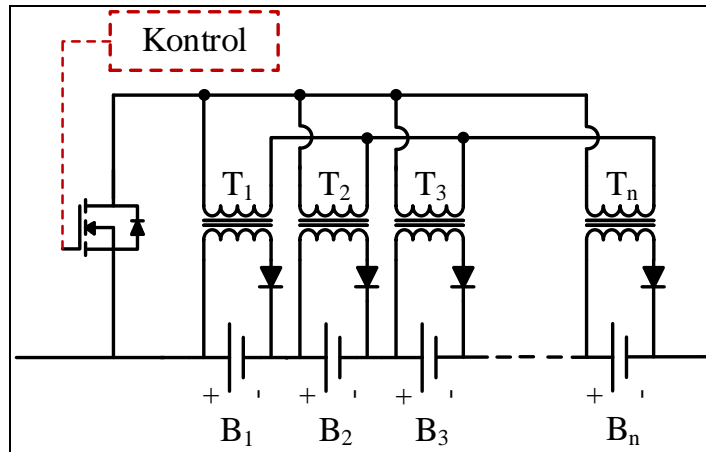 Kontrol
T₁ T₂ T₃ Tₙ
+ ' + ' + ' + '
B₁ B₂ B₃ Bₙ